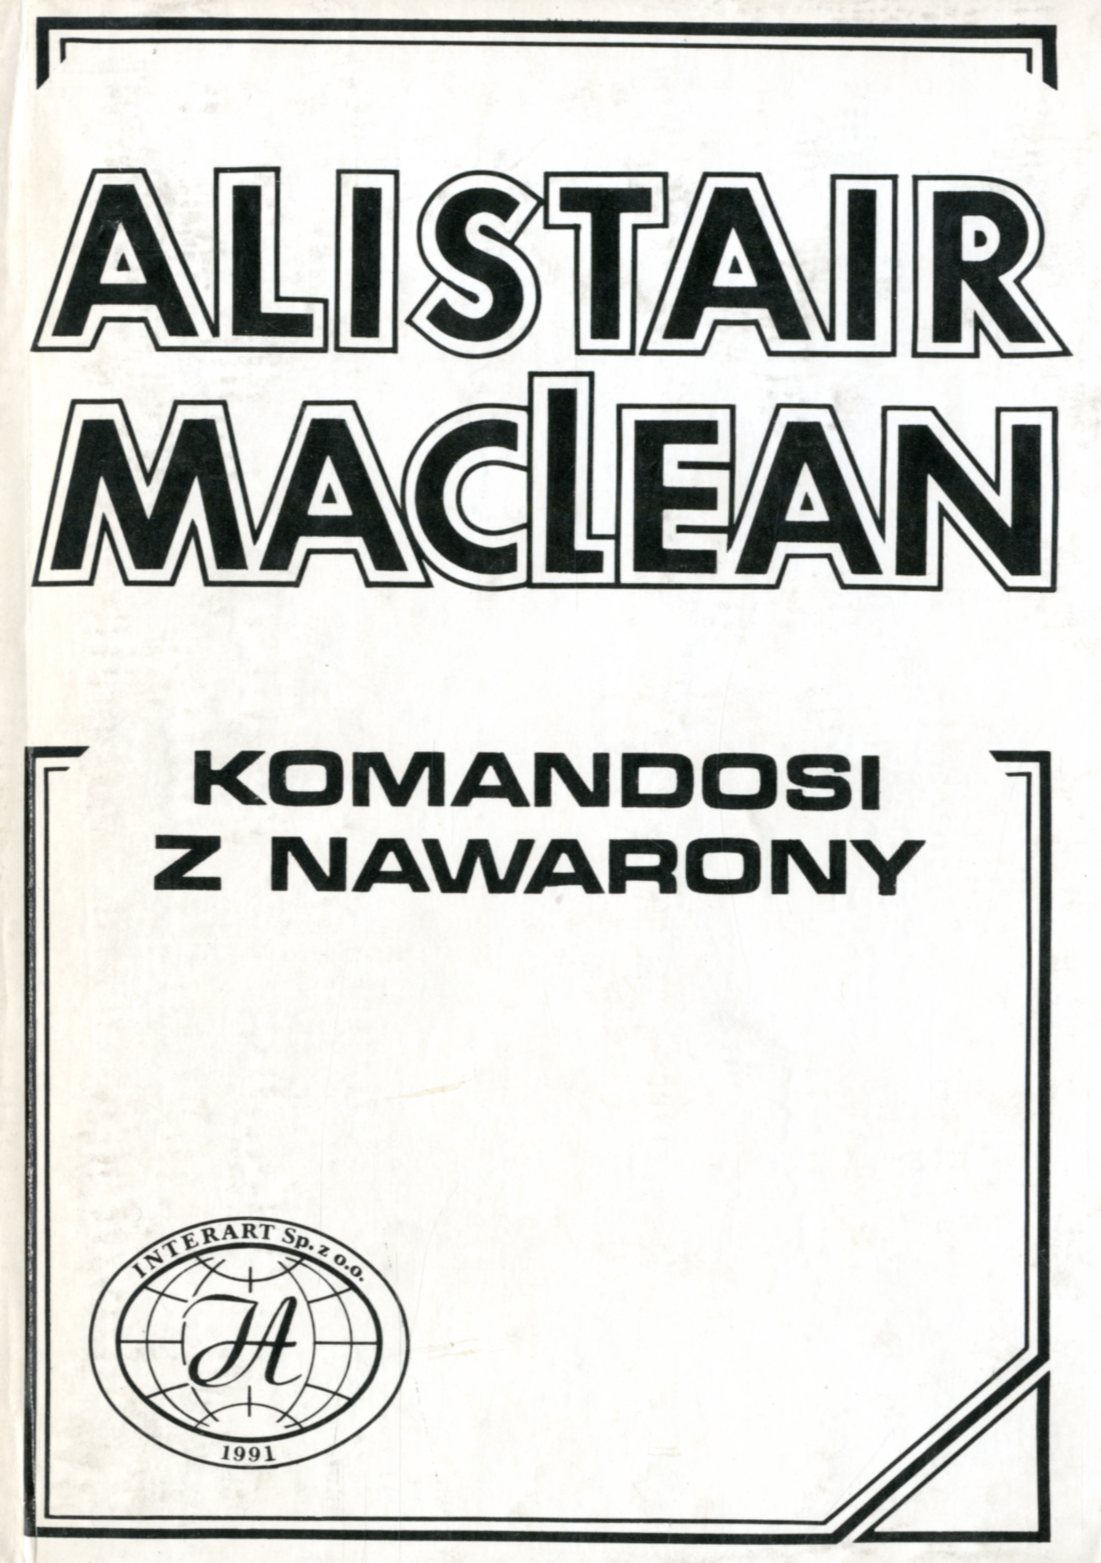 ALISTAIR
MACLEAN
KOMANDOSI
Z NAWARONY
INTERART Sp. z o.o.
IA
1991